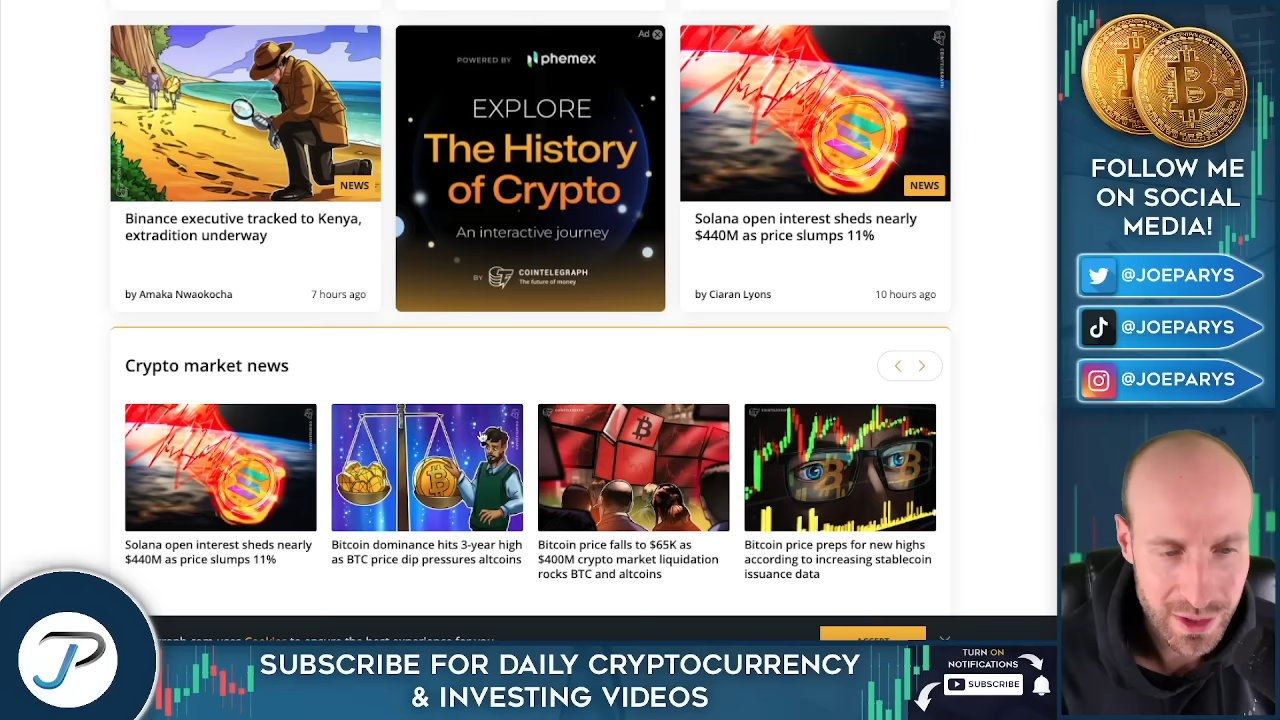 Ad
POWERED BY phemex
EXPLORE
The History
of Crypto
An interactive journey
BY COINTELEGRAPH
The future of money
NEWS
Binance executive tracked to Kenya,
extradition underway
by Amaka Nwaokocha
7 hours ago
NEWS
Solana open interest sheds nearly
$440M as price slumps 11%
by Ciaran Lyons
10 hours ago
Crypto market news
Solana open interest sheds nearly
$440M as price slumps 11%
Bitcoin dominance hits 3-year high
as BTC price dip pressures altcoins
Bitcoin price falls to $65K as
$400M crypto market liquidation
rocks BTC and altcoins
Bitcoin price preps for new highs
according to increasing stablecoin
issuance data
FOLLOW ME
ON SOCIAL
MEDIA!
@JOEPARYS
@JOEPARYS
@JOEPARYS
JP
SUBSCRIBE FOR DAILY CRYPTOCURRENCY
& INVESTING VIDEOS
TURN ON
NOTIFICATIONS
SUBSCRIBE